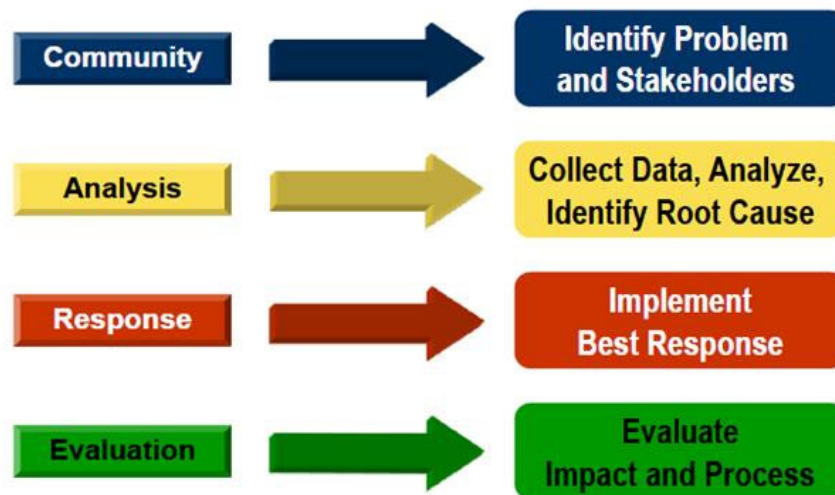 Community
Identify Problem
and Stakeholders
Analysis
Collect Data, Analyze,
Identify Root Cause
Response
Implement
Best Response
Evaluation
Evaluate
Impact and Process